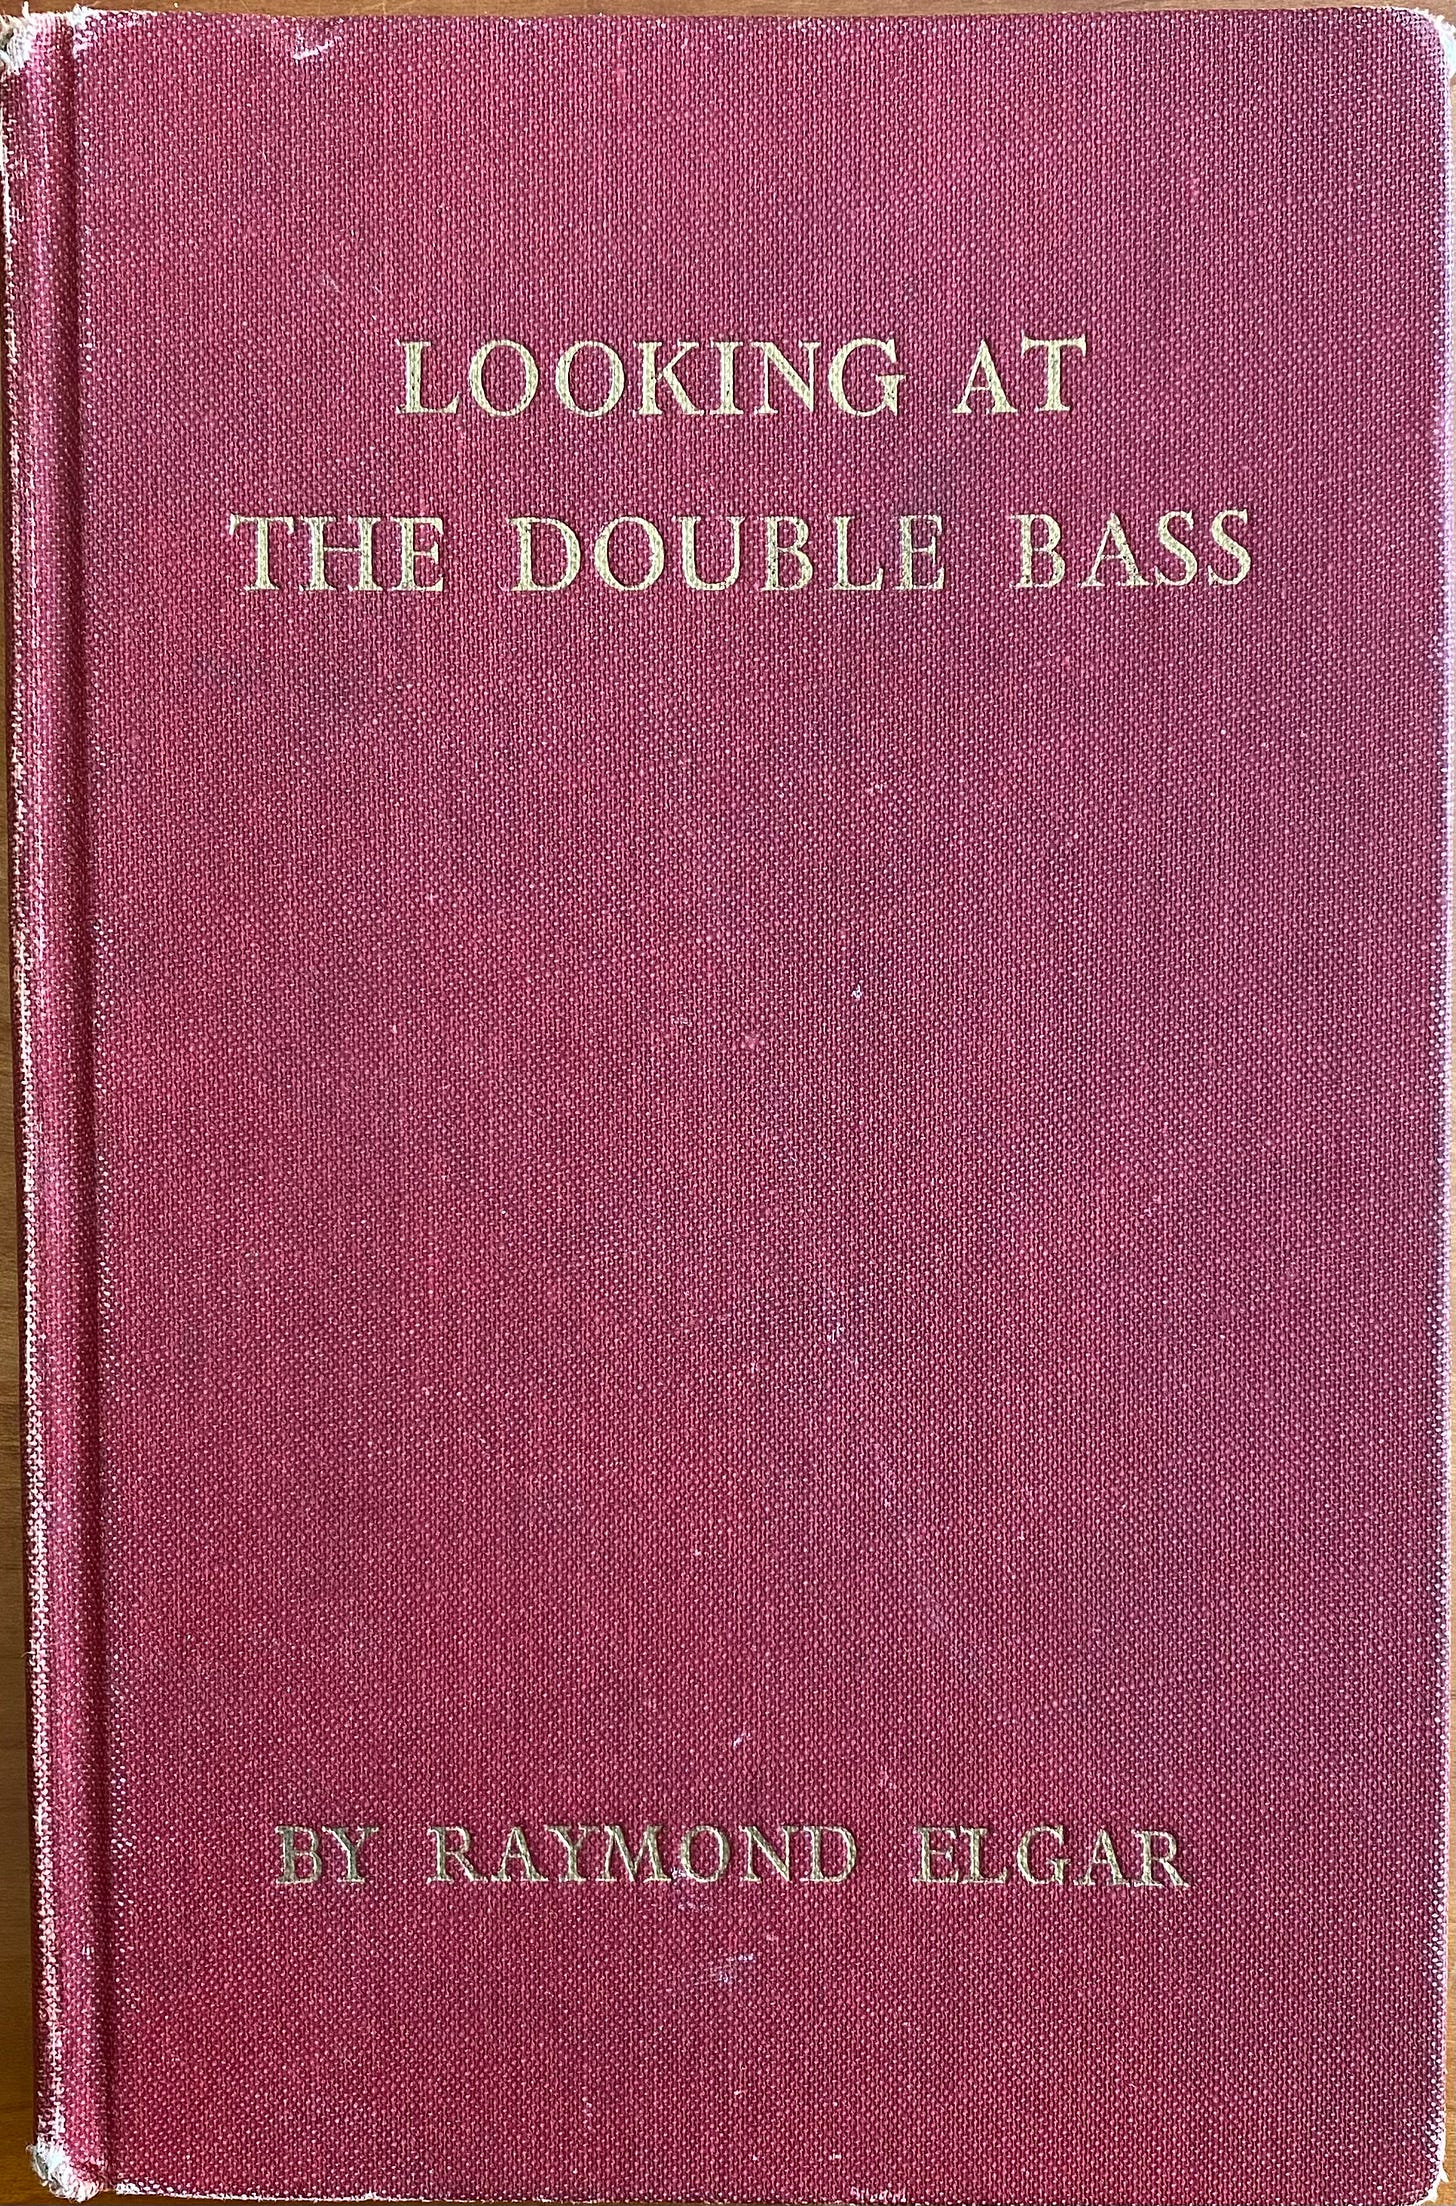 LOOKING AT
THE DOUBLE BASS
BY RAYMOND ELGAR